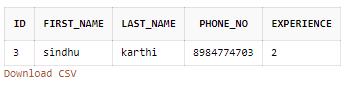 ID FIRST_NAME LAST_NAME PHONE_NO EXPERIENCE
3 sindhu karthi 8984774703 2
Download CSV